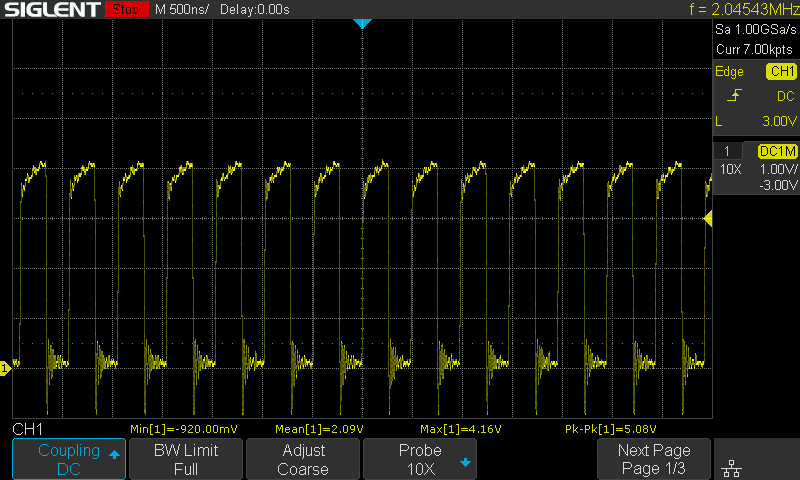 SIGLENT Stop M 500ns/ Delay:0.00s f = 2.04543MHz
Sa 1.00GSa/s
Curr 7.00kpts
Edge CH1
DC
L 3.00V
1 DC1M
10X 1.00V/
-3.00V
1
CH1 Min[1]=-920.00mV Mean[1]=2.09V Max[1]=4.16V Pk-Pk[1]=5.08V
Coupling BW Limit Adjust Probe Next Page
DC Full Coarse 10X Page 1/3